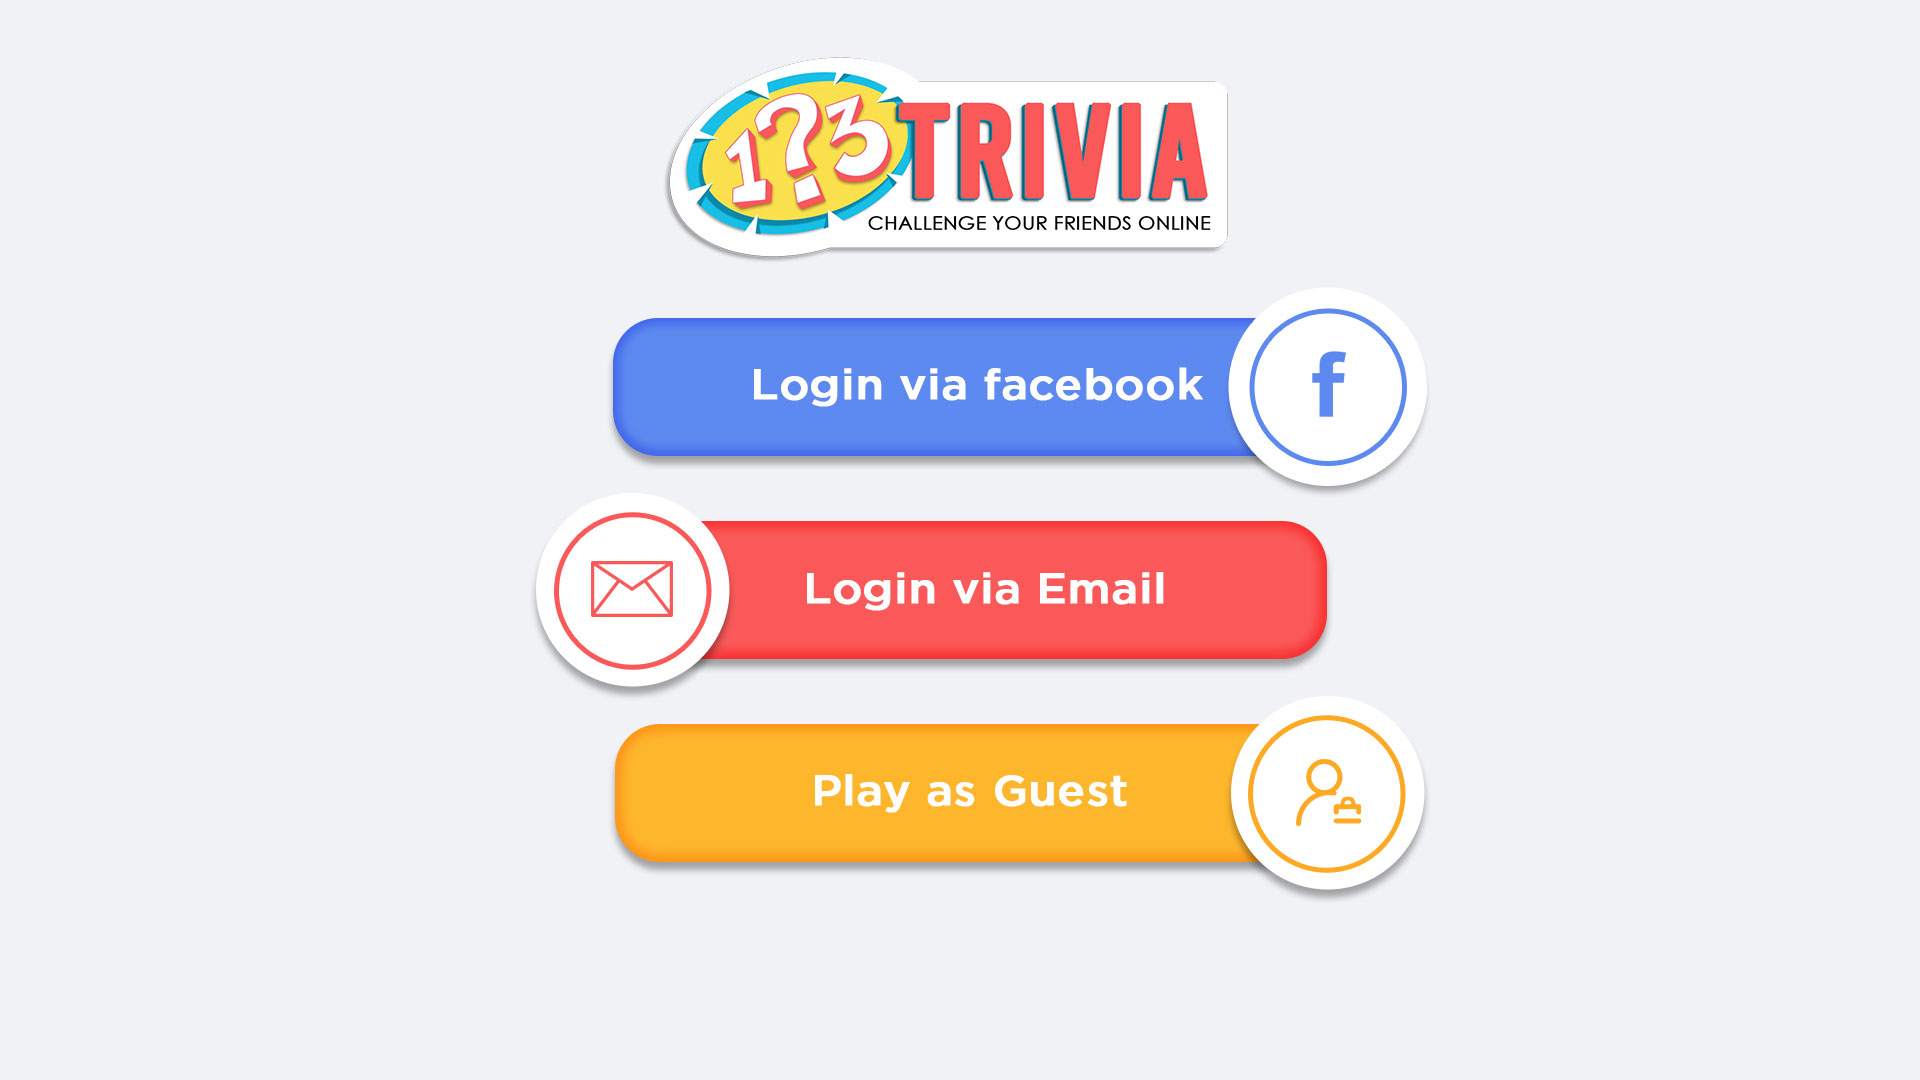 1?3 TRIVIA
CHALLENGE YOUR FRIENDS ONLINE
Login via facebook
f
Login via Email
Play as Guest